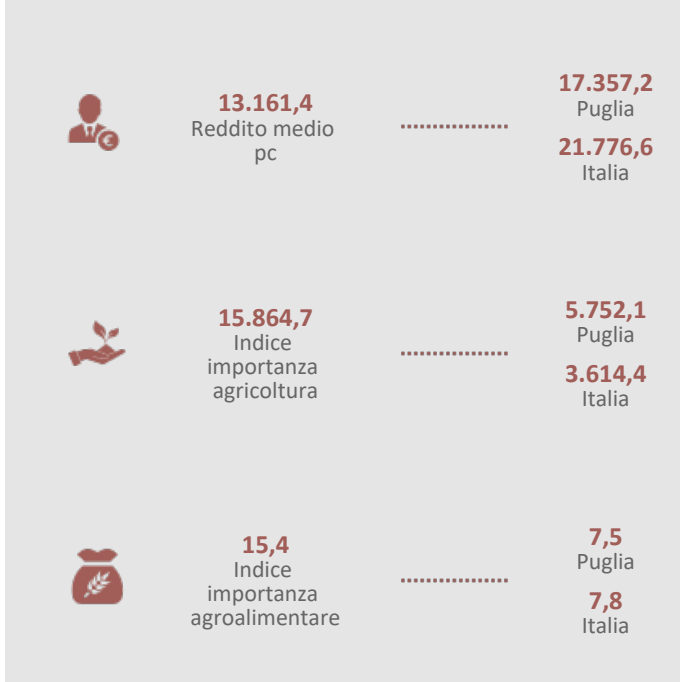 13.161,4
Reddito medio
pc
17.357,2
Puglia
21.776,6
Italia
15.864,7
Indice
importanza
agricoltura
5.752,1
Puglia
3.614,4
Italia
15,4
Indice
importanza
agroalimentare
7,5
Puglia
7,8
Italia